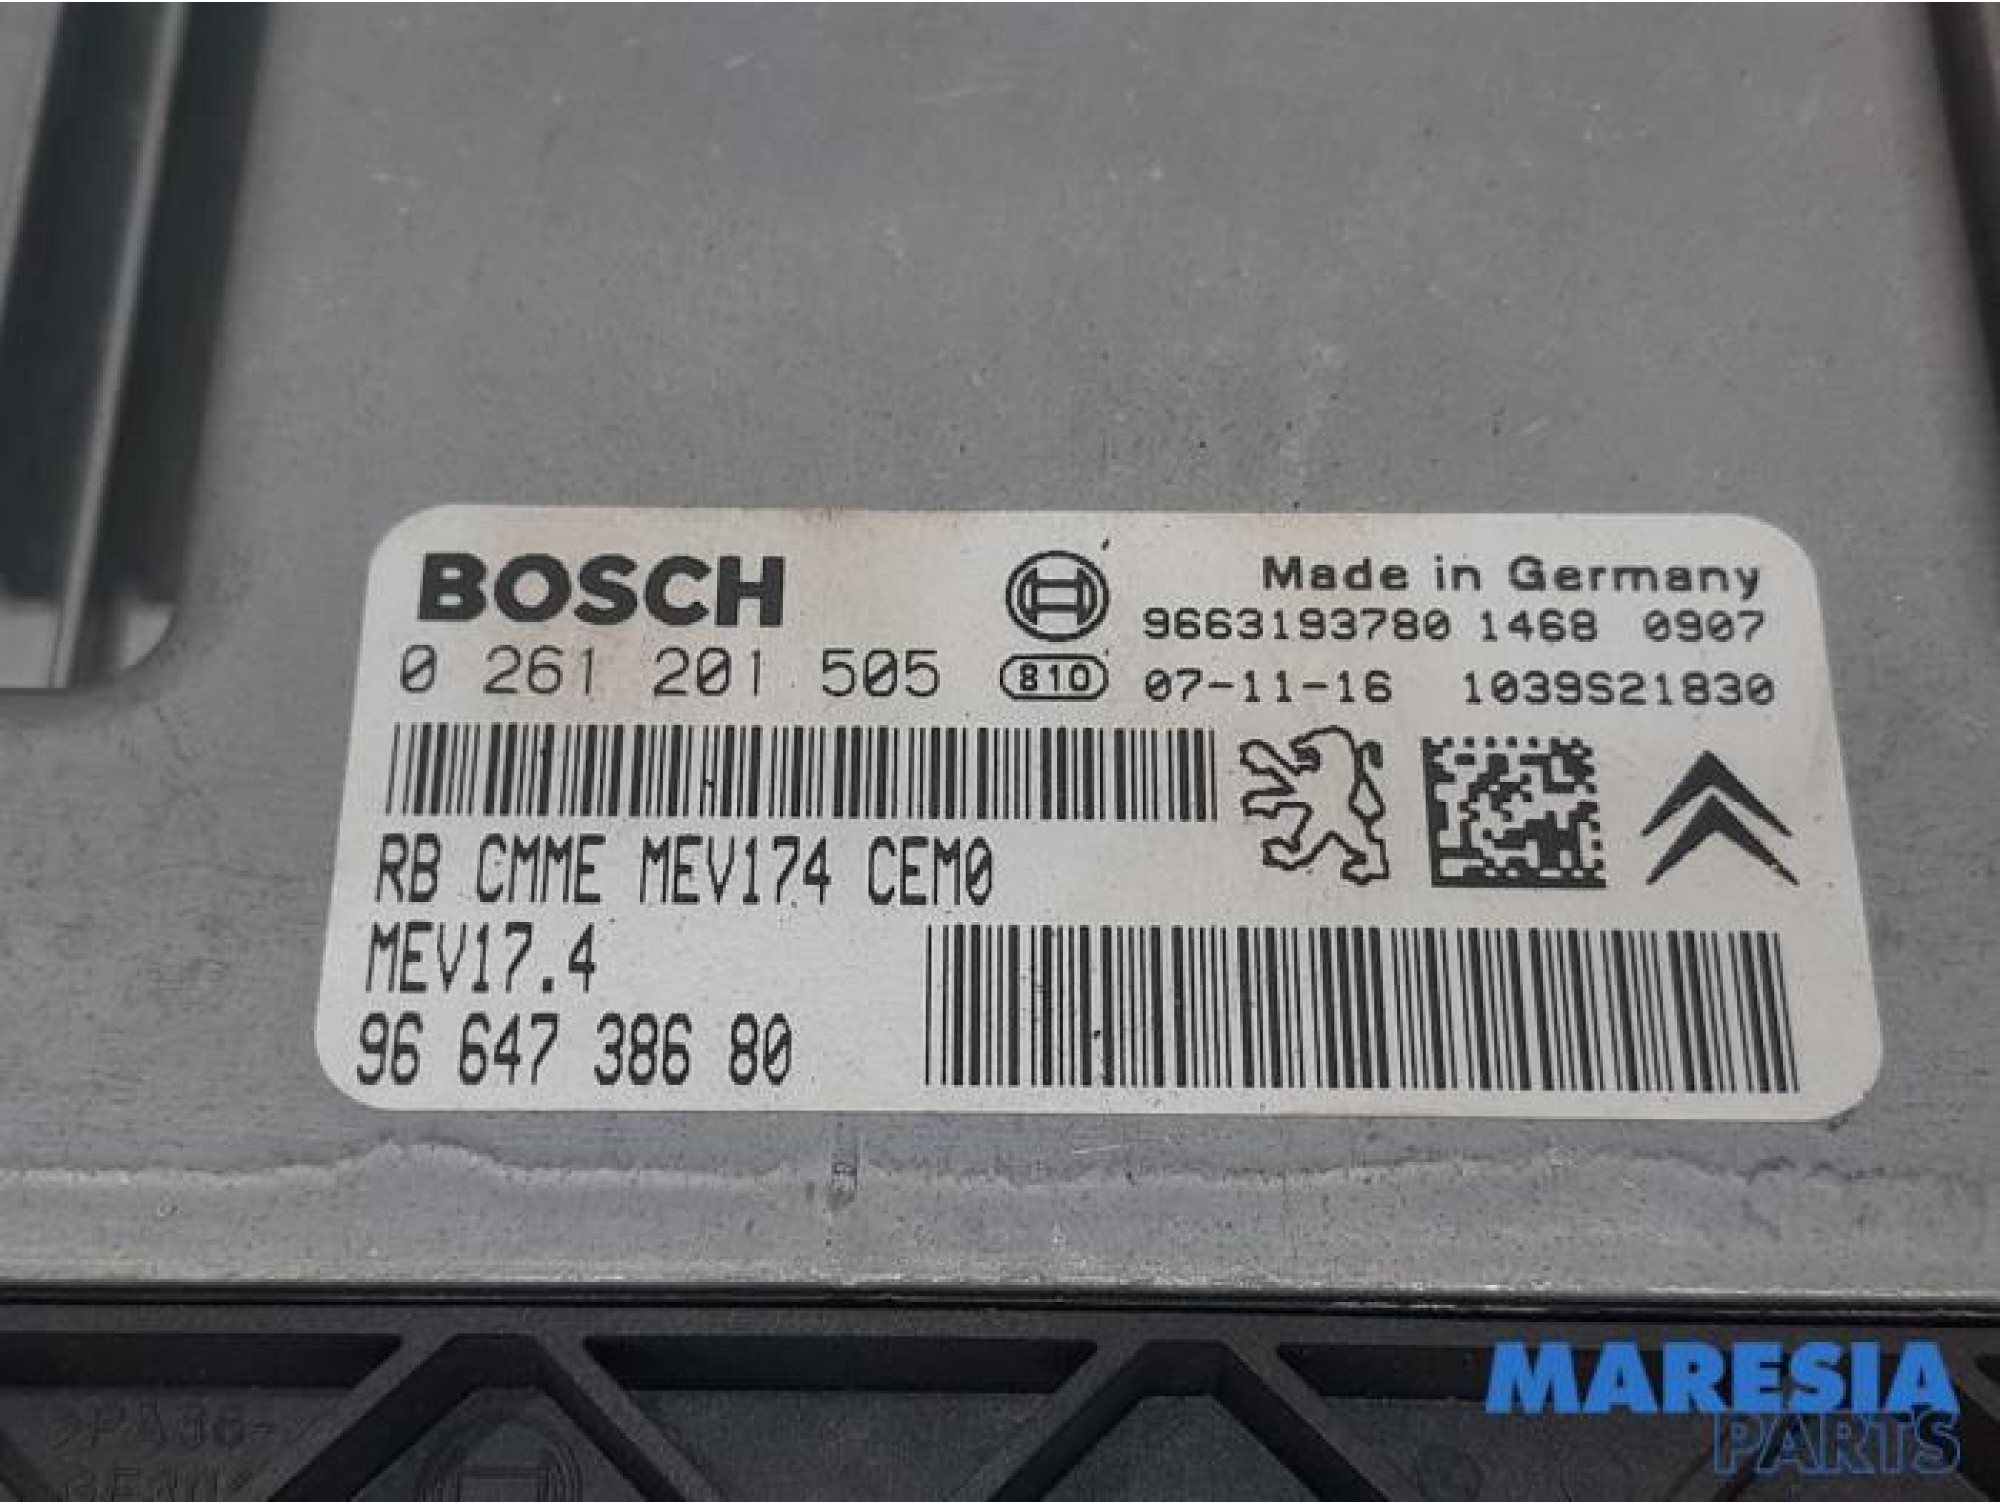 BOSCH
Made in Germany
9663193780 1468 0907
0 261 201 505
810 07-11-16 1039S21830
RB CMME MEV174 CEM0
MEV17.4
96 647 386 80
MARESIA
PARTS